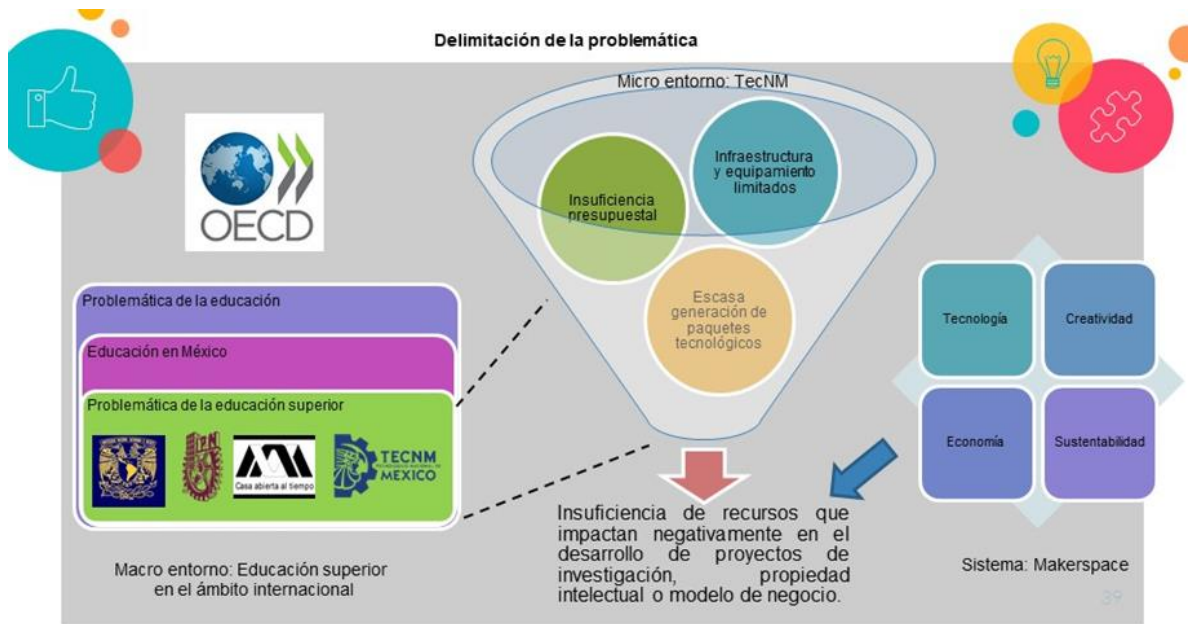 Delimitación de la problemática
OECD
Problemática de la educación
Educación en México
Problemática de la educación superior
Casa abierta al tiempo
TECNM
MÉXICO
Macro entorno: Educación superior
en el ámbito internacional
Micro entorno: TecNM
Insuficiencia
presupuestal
Infraestructura
y equipamiento
limitados
Escasa
generación de
paquetes
tecnológicos
Insuficiencia de recursos que
impactan negativamente en el
desarrollo de proyectos de
investigación, propiedad
intelectual o modelo de negocio.
Tecnología
Creatividad
Economía
Sustentabilidad
Sistema: Makerspace
39